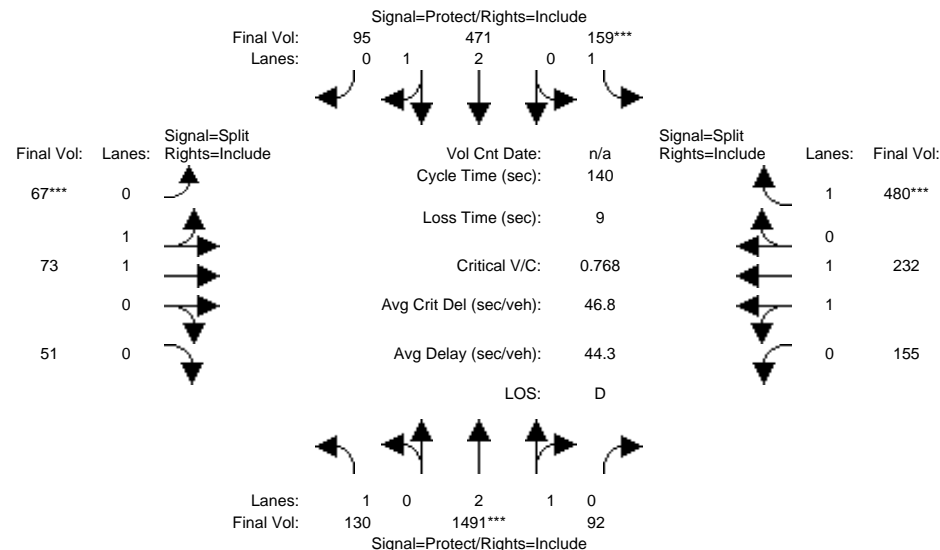 Signal=Protect/Rights=Include
Final Vol: 95 471 159***
Lanes: 0 1 2 0 1
Signal=Split Signal=Split
Final Vol: Lanes: Rights=Include Vol Cnt Date: n/a Rights=Include Lanes: Final Vol:
Cycle Time (sec): 140
67*** 0 1 480***
Loss Time (sec): 9
1 0
73 1 Critical V/C: 0.768 1 232
0 Avg Crit Del (sec/veh): 46.8 1
51 0 Avg Delay (sec/veh): 44.3 0 155
LOS: D
Lanes: 1 0 2 1 0
Final Vol: 130 1491*** 92
Signal=Protect/Rights=Include